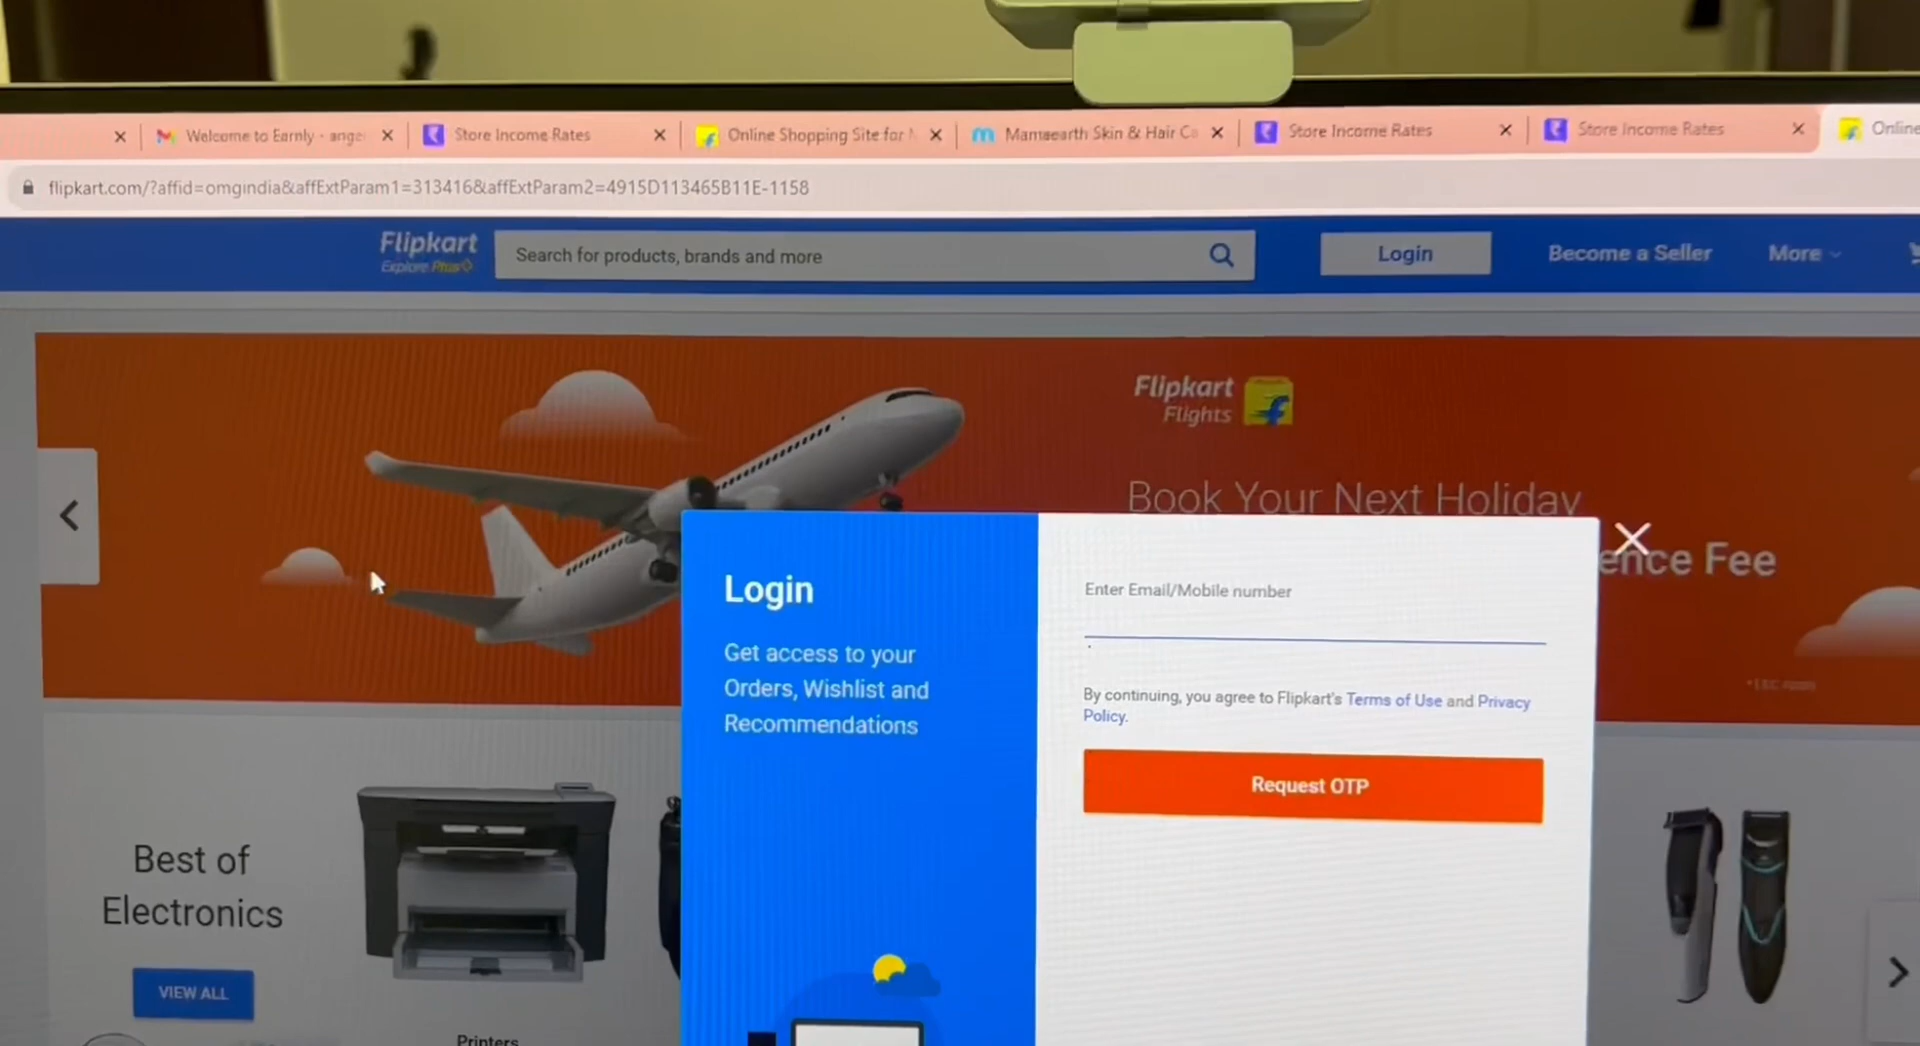 Welcome to Earnly - ange
Store Income Rates
Online Shopping Site for M
Mamaearth Skin & Hair Ca
Store Income Rates
Store Income Rates
Online
flipkart.com/?affid=omgindia&affExtParam1=313416&affExtParam2=4915D113465B11E-1158
Flipkart
Explore Plus
Search for products, brands and more
Login
Become a Seller
More
Flipkart
Flights
Book Your Next Holiday
ence Fee
Login
Get access to your
Orders, Wishlist and
Recommendations
Enter Email/Mobile number
By continuing, you agree to Flipkart's Terms of Use and Privacy
Policy.
Request OTP
Best of
Electronics
VIEW ALL
Printers